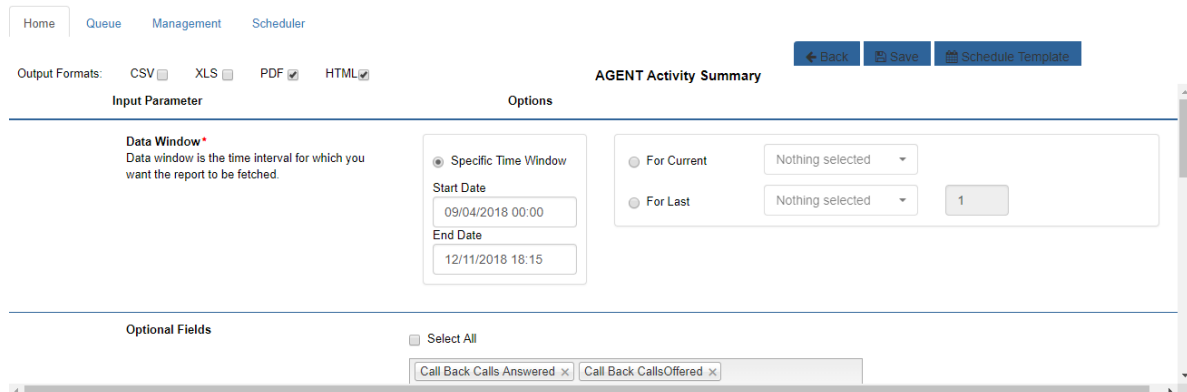 Home Queue Management Scheduler
Back Save Schedule Template
Output Formats: CSV XLS PDF HTML
AGENT Activity Summary
Input Parameter Options
Data Window*
Data window is the time interval for which you
want the report to be fetched.
Specific Time Window
Start Date
09/04/2018 00:00
End Date
12/11/2018 18:15
For Current Nothing selected
For Last Nothing selected 1
Optional Fields
Select All
Call Back Calls Answered × Call Back CallsOffered ×